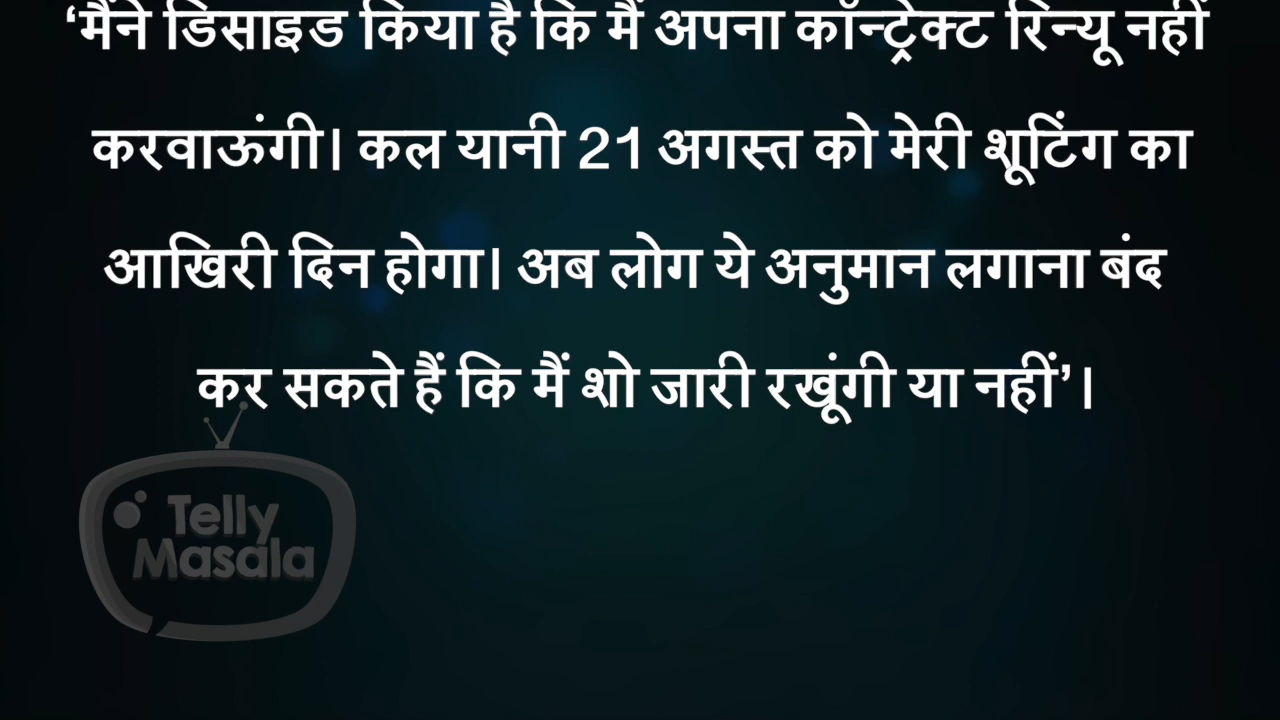 ‘मैंने डिसाइड किया है कि मैं अपना कॉन्ट्रेक्ट रिन्यू नहीं
करवाऊंगी। कल यानी 21 अगस्त को मेरी शूटिंग का
आखिरी दिन होगा। अब लोग ये अनुमान लगाना बंद
कर सकते हैं कि मैं शो जारी रखूंगी या नहीं’।
Telly
Masala